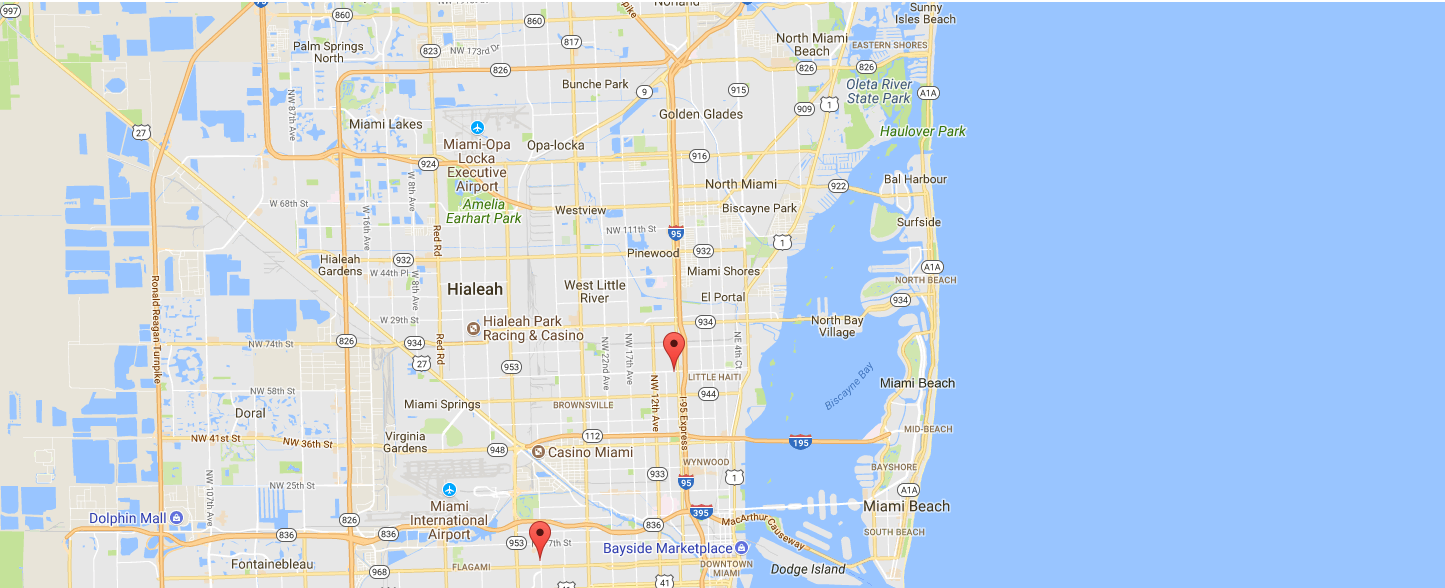 997
860
860
Norland
Sunny
Isles Beach
Palm Springs
North
823
NW 173rd Dr
817
North Miami
Beach
EASTERN SHORES
826
826
826
Bunche Park
9
915
Oleta River
State Park
A1A
NW 87th Ave
909
1
Golden Glades
27
Miami Lakes
Haulover Park
Miami-Opa
Locka
Executive
Airport
Opa-locka
924
916
W 8th Ave
North Miami
922
Bal Harbour
Amelia
Earhart Park
W 68th St
W 16th Ave
Westview
Biscayne Park
Surfside
Red Rd
NW 111th St
95
1
Hialeah
Gardens
932
Pinewood
932
W 44th Pl
W 8th Ave
Miami Shores
A1A
NORTH BEACH
Hialeah
West Little
River
El Portal
934
Ronald Reagan Turnpike
W 29th St
Hialeah Park
Racing & Casino
934
North Bay
Village
NW 74th St
826
934
Red Rd
NW 22nd Ave
NW 17th Ave
NE 4th Ct
27
953
LITTLE HAITI
Biscayne Bay
Miami Beach
NW 58th St
944
Doral
Miami Springs
BROWNSVILLE
NW 12th Ave
I-95 Express
NW 41st St
NW 36th St
Virginia
Gardens
112
195
MID-BEACH
948
Casino Miami
WYNWOOD
BAYSHORE
NW 107th Ave
NW 25th St
933
95
1
A1A
Miami
International
Airport
Miami Beach
Dolphin Mall
826
395
MacArthur Causeway
836
836
836
SOUTH BEACH
953
7th St
Bayside Marketplace
Fontainebleau
968
FLAGAMI
DOWNTOWN
MIAMI
Dodge Island
41